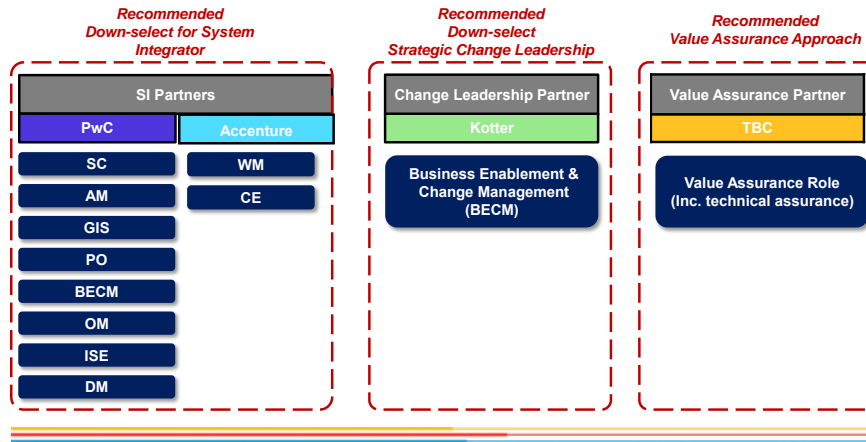 Recommended
Down-select for System
Integrator
SI Partners
PwC
Accenture
SC
AM
GIS
PO
BECM
OM
ISE
DM
WM
CE
Recommended
Down-select
Strategic Change Leadership
Change Leadership Partner
Kotter
Business Enablement &
Change Management
(BECM)
Recommended
Value Assurance Approach
Value Assurance Partner
TBC
Value Assurance Role
(Inc. technical assurance)